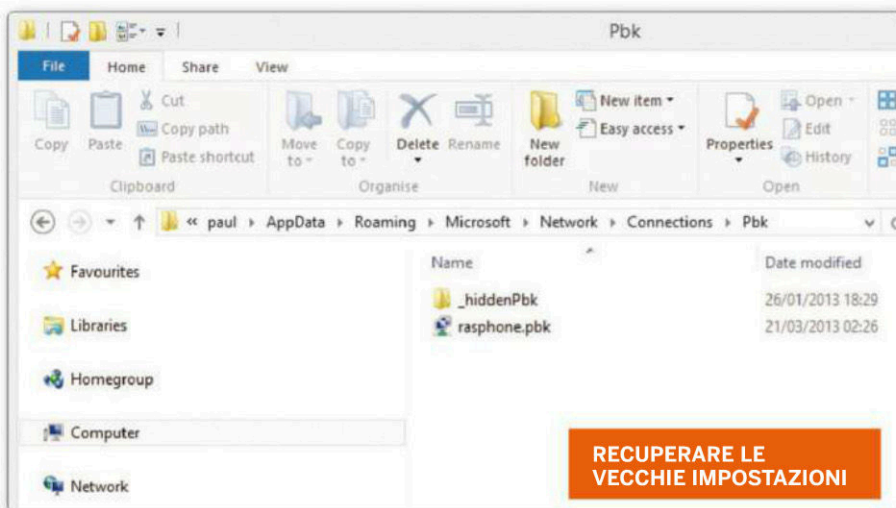 Pbk
File Home Share View
Copy
Paste
Cut
Copy path
Paste shortcut
Clipboard
Move to
Copy to
Delete
Rename
Organise
New folder
New item
Easy access
New
Properties
Open
Edit
History
Open
« paul AppData Roaming Microsoft Network Connections Pbk
Favourites
Libraries
Homegroup
Computer
Network
Name Date modified
_hiddenPbk 26/01/2013 18:29
rasphone.pbk 21/03/2013 02:26
RECUPERARE LE
VECCHIE IMPOSTAZIONI